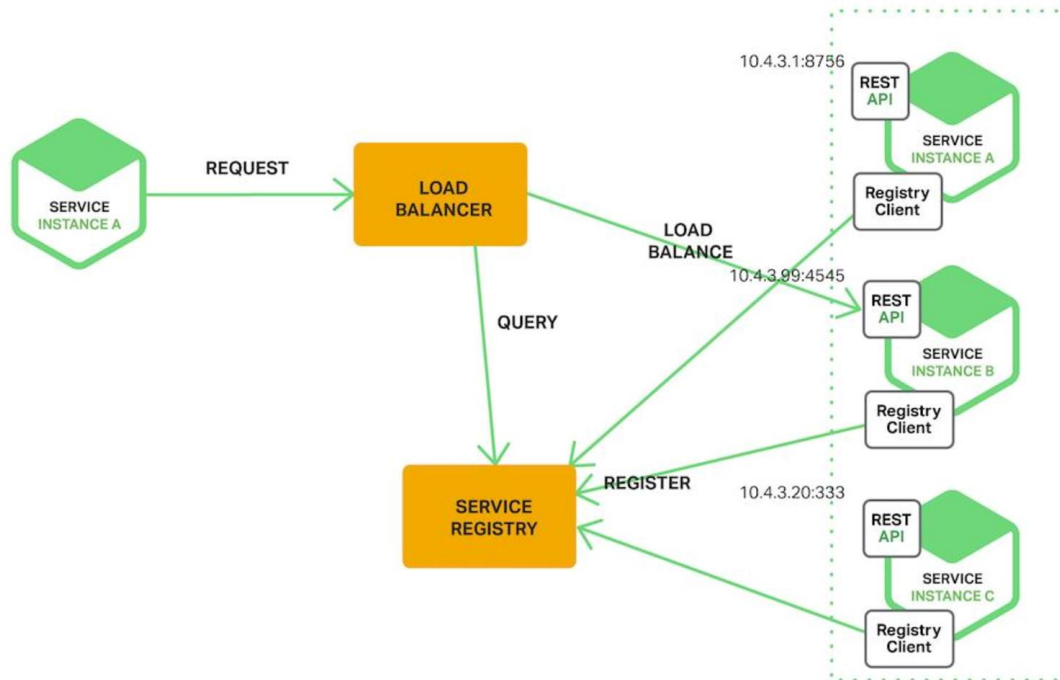 10.4.3.1:8756
REST
API
SERVICE
INSTANCE A
Registry
Client
SERVICE
INSTANCE A
REQUEST
LOAD
BALANCER
LOAD
BALANCE
10.4.3.99:4545
REST
API
SERVICE
INSTANCE B
Registry
Client
QUERY
SERVICE
REGISTRY
REGISTER
10.4.3.20:333
REST
API
SERVICE
INSTANCE C
Registry
Client